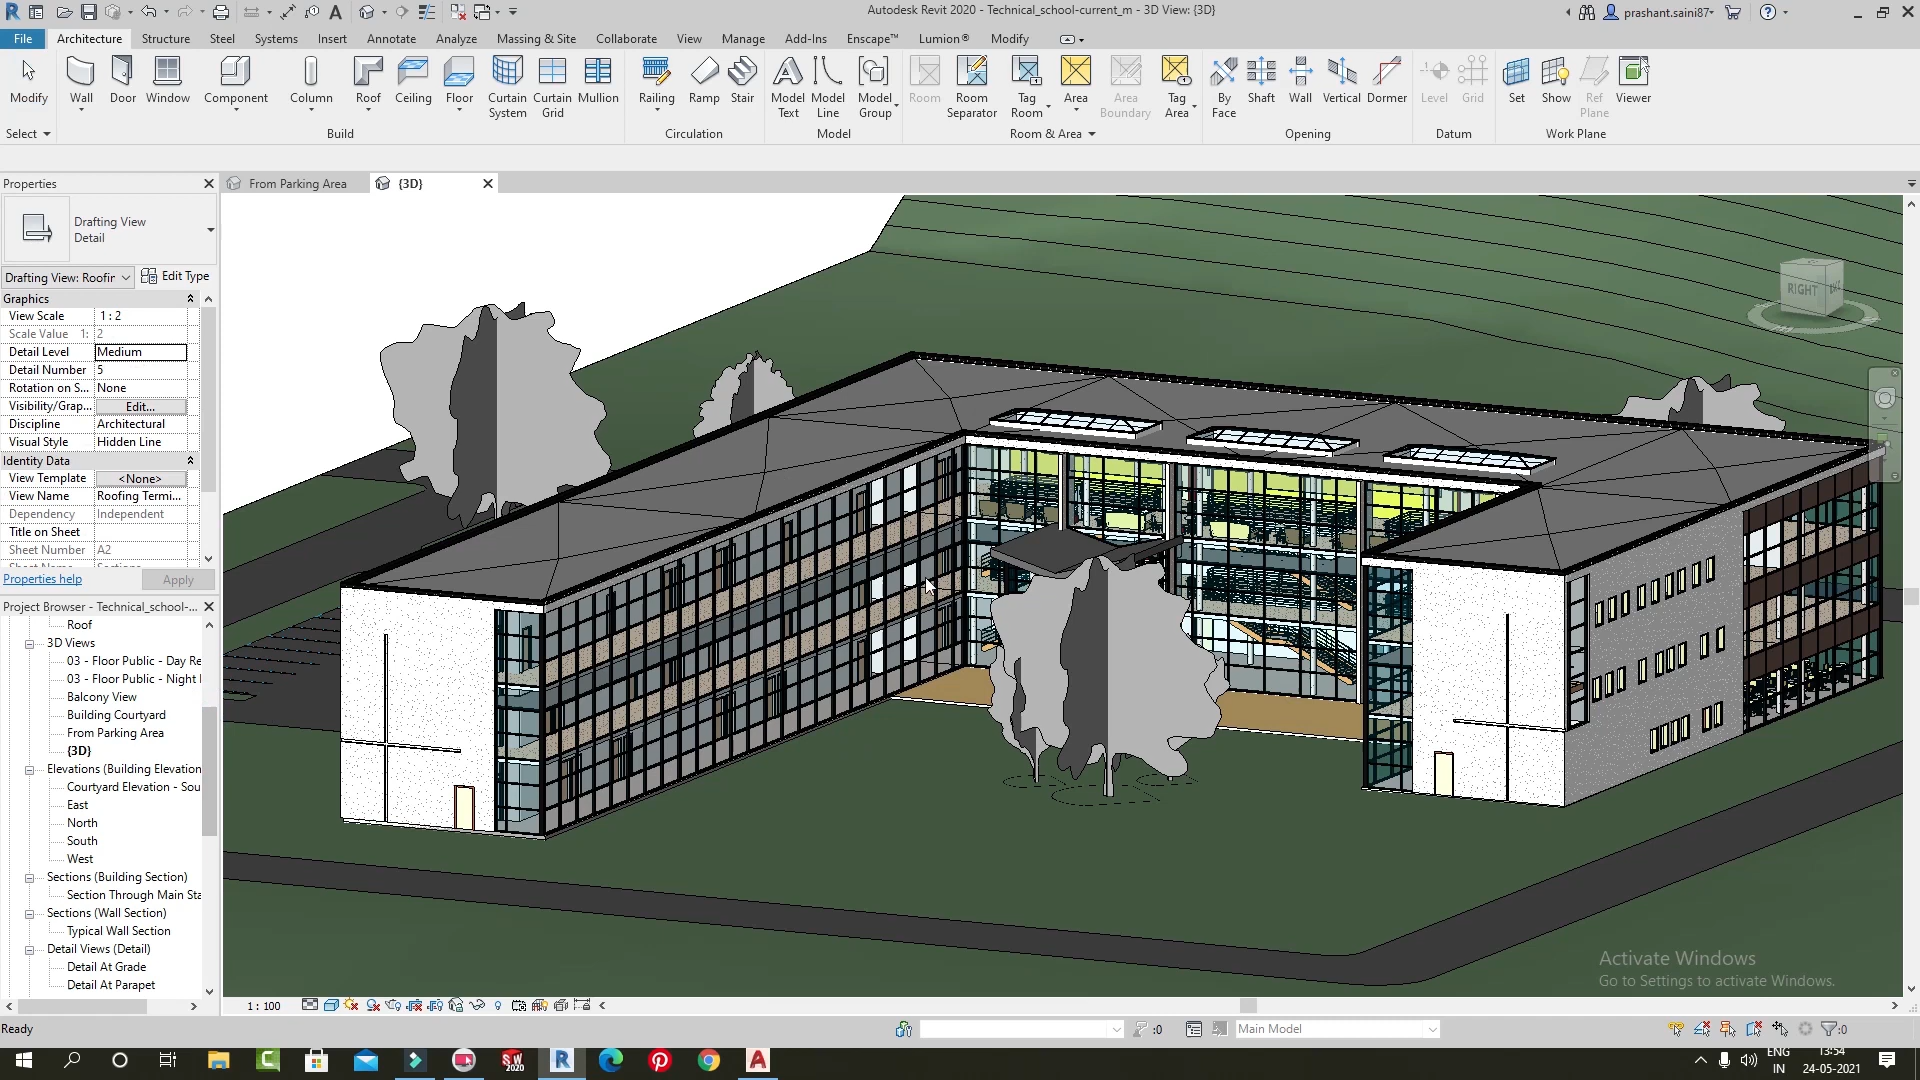 Autodesk Revit 2020 - Technical_school-current_m - 3D View: {3D}
prashant.saini87
File
Architecture
Structure
Steel
Systems
Insert
Annotate
Analyze
Massing & Site
Collaborate
View
Manage
Add-Ins
Enscape™
Lumion®
Modify
Modify
Wall
Door
Window
Component
Column
Roof
Ceiling
Floor
Curtain System
Curtain Grid
Mullion
Railing
Ramp
Stair
Model Text
Model Line
Model Group
Room
Room Separator
Tag Room
Area
Area Boundary
Tag Area
By Face
Shaft
Wall
Vertical
Dormer
Level
Grid
Set
Show
Ref Plane
Viewer
Select
Build
Circulation
Model
Room & Area
Opening
Datum
Work Plane
Properties
From Parking Area
{3D}
Drafting View
Detail
Drafting View: Roofir
Edit Type
Graphics
View Scale 1 : 2
Scale Value 1: 2
Detail Level Medium
Detail Number 5
Rotation on S... None
Visibility/Grap... Edit...
Discipline Architectural
Visual Style Hidden Line
Identity Data
View Template <None>
View Name Roofing Termi...
Dependency Independent
Title on Sheet
Sheet Number A2
Properties help
Apply
Project Browser - Technical_school-...
Roof
3D Views
03 - Floor Public - Day Re
03 - Floor Public - Night
Balcony View
Building Courtyard
From Parking Area
{3D}
Elevations (Building Elevation
Courtyard Elevation - Sou
East
North
South
West
Sections (Building Section)
Section Through Main Sta
Sections (Wall Section)
Typical Wall Section
Detail Views (Detail)
Detail At Grade
Detail At Parapet
RIGHT
Activate Windows
Go to Settings to activate Windows.
1 : 100
Ready
:0
Main Model
:0
ENG
IN
13:54
24-05-2021